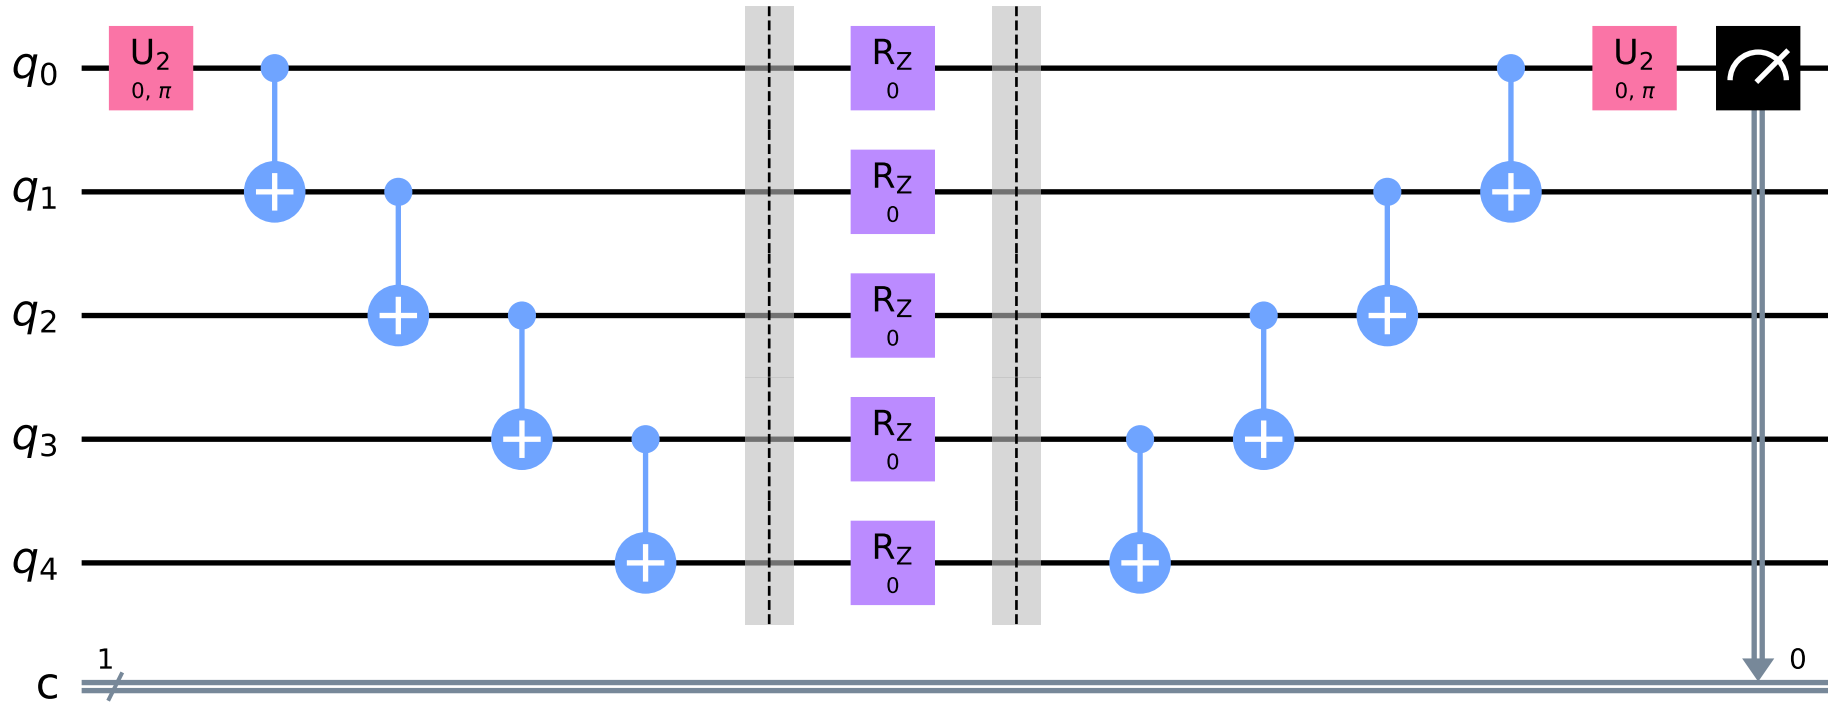 q0 U2 0, π RZ 0 U2 0, π
q1 RZ 0
q2 RZ 0
q3 RZ 0
q4 RZ 0
c 1 0